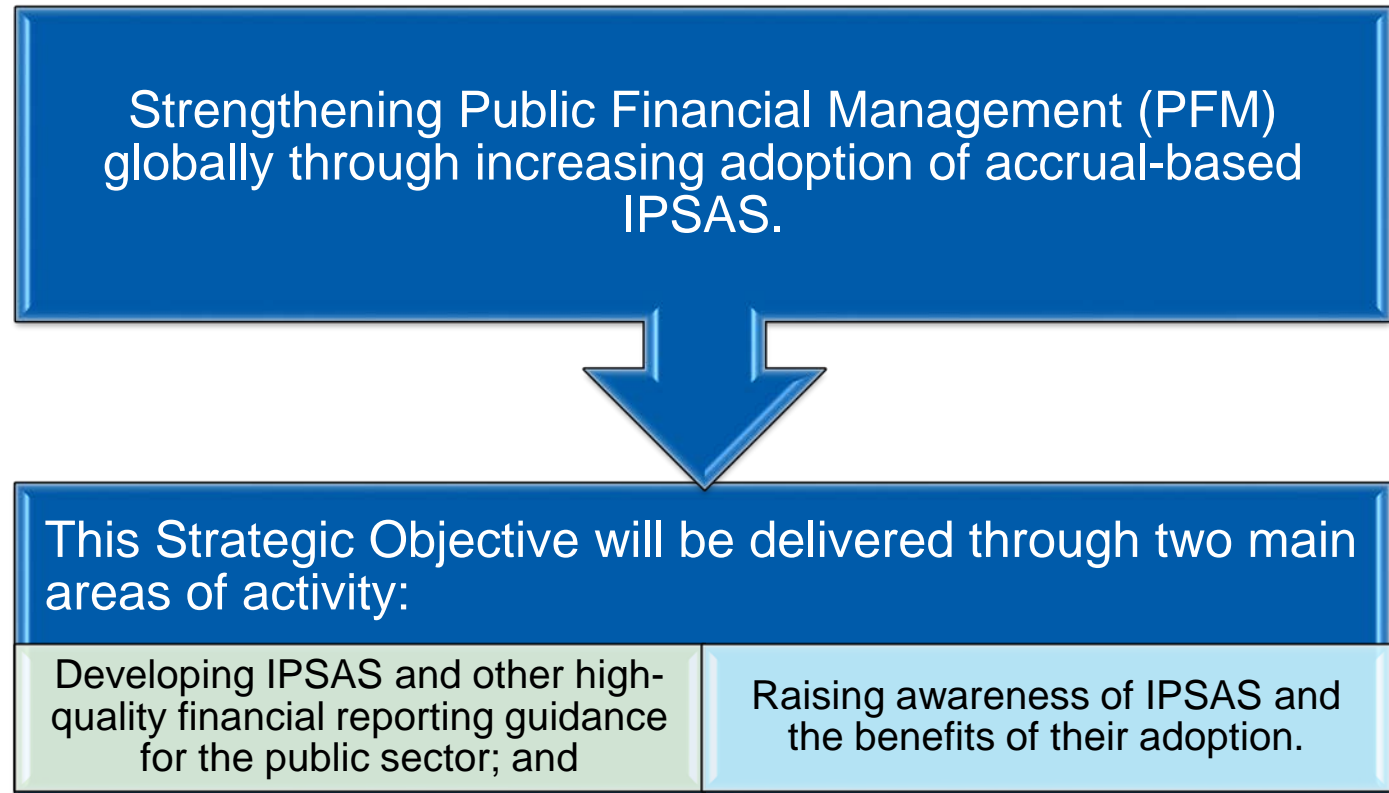 Strengthening Public Financial Management (PFM)
globally through increasing adoption of accrual-based
IPSAS.
This Strategic Objective will be delivered through two main
areas of activity:
Developing IPSAS and other high-
quality financial reporting guidance
for the public sector; and
Raising awareness of IPSAS and
the benefits of their adoption.